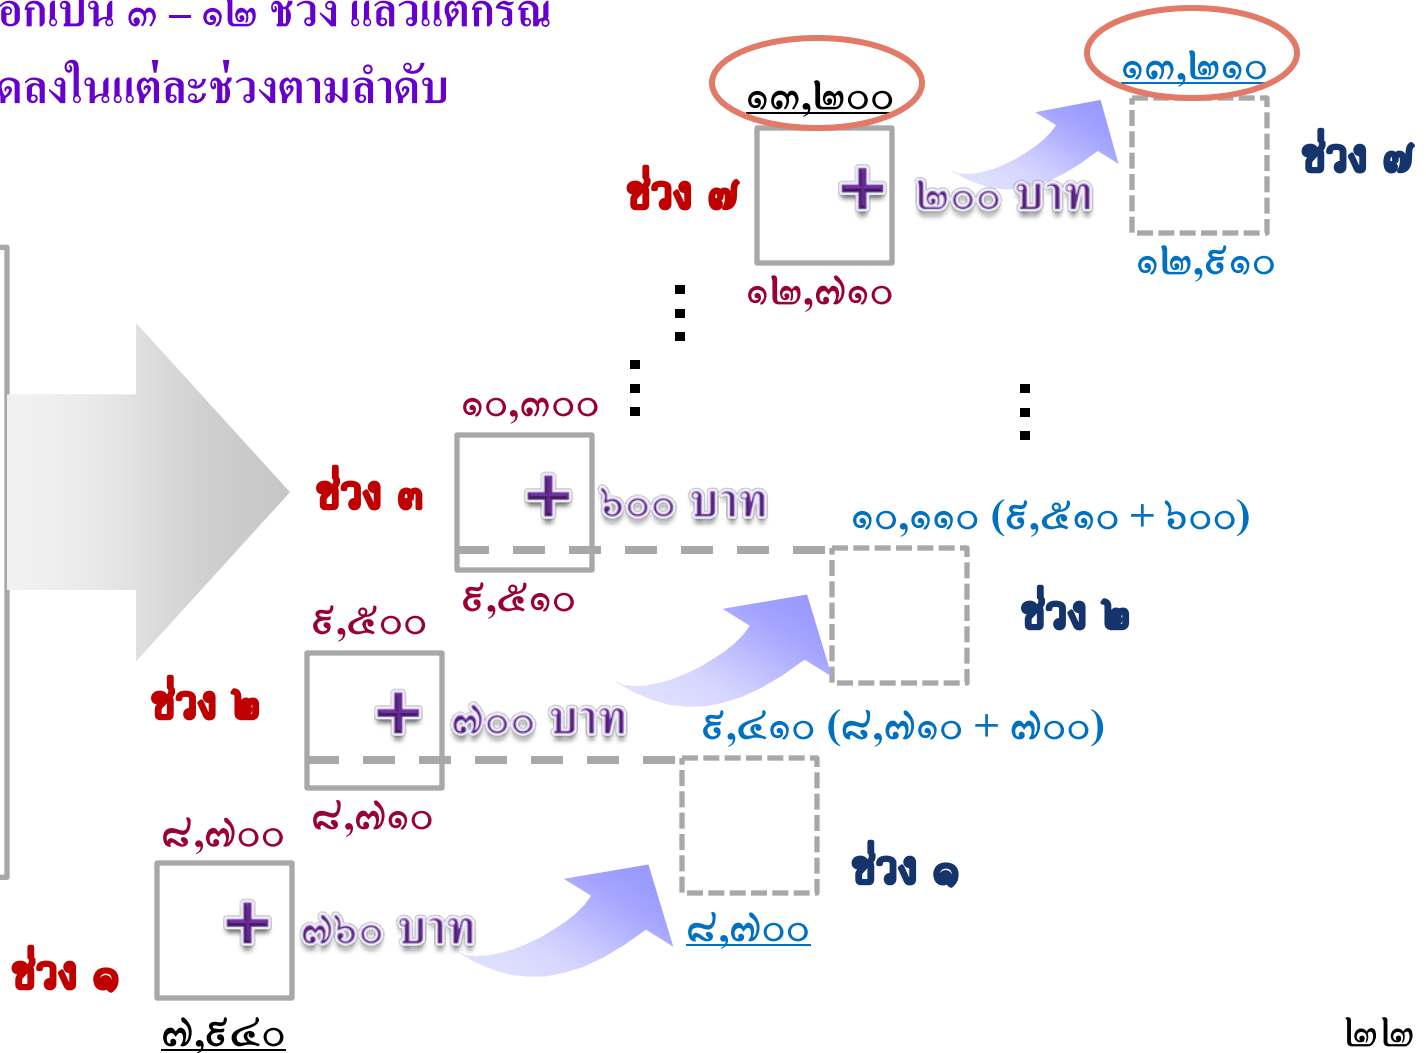 อกเป็น ๓ – ๑๒ ช่วง แล้วแต่กรณี
ดลงในแต่ละช่วงตามลำดับ
๑๓,๒๐๐
๑๓,๒๑๐
ช่วง ๗
+ ๒๐๐ บาท
ช่วง ๗
๑๒,๗๑๐
๑๒,๙๑๐
๑๐,๓๐๐
ช่วง ๓
+ ๖๐๐ บาท
๑๐,๑๑๐ (๙,๕๑๐ + ๖๐๐)
๙,๕๑๐
๙,๕๐๐
ช่วง ๒
ช่วง ๒
+ ๗๐๐ บาท
๙,๔๑๐ (๘,๗๑๐ + ๗๐๐)
๘,๗๑๐
๘,๗๐๐
ช่วง ๑
+ ๗๖๐ บาท
๘,๗๐๐
ช่วง ๑
๗,๙๔๐
๒๒